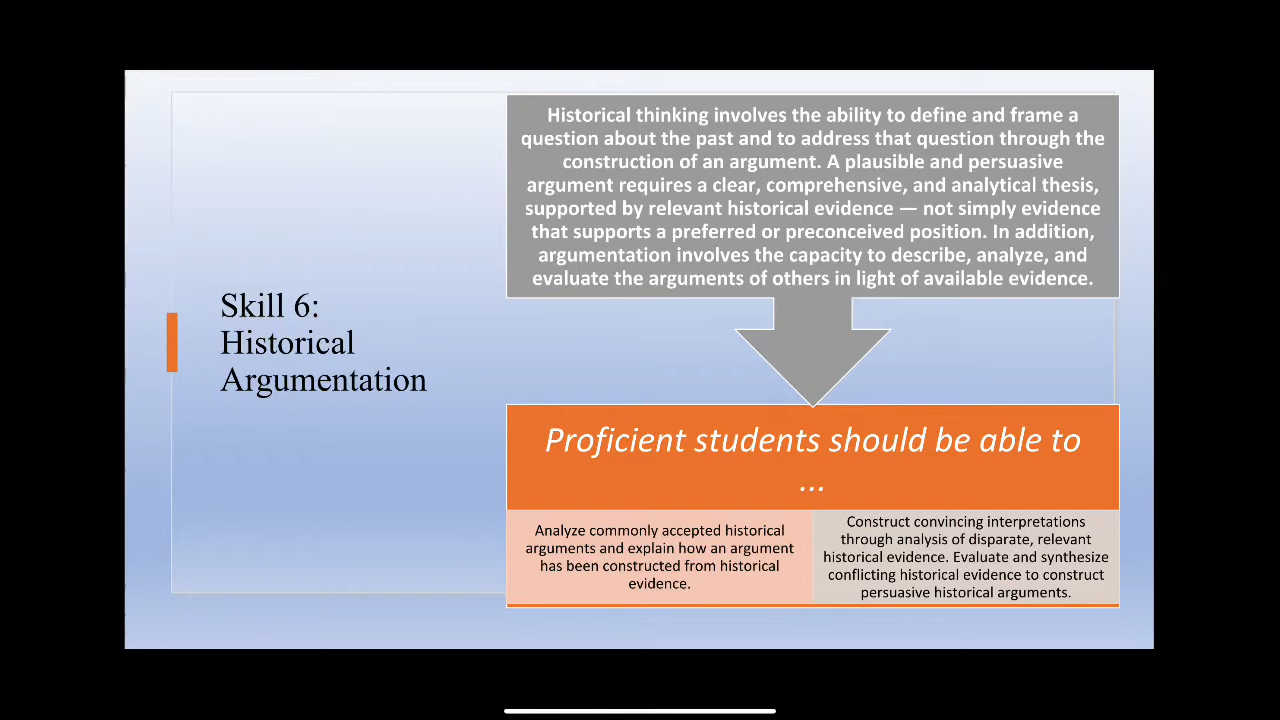 Skill 6:
Historical
Argumentation
Historical thinking involves the ability to define and frame a
question about the past and to address that question through the
construction of an argument. A plausible and persuasive
argument requires a clear, comprehensive, and analytical thesis,
supported by relevant historical evidence — not simply evidence
that supports a preferred or preconceived position. In addition,
argumentation involves the capacity to describe, analyze, and
evaluate the arguments of others in light of available evidence.
Proficient students should be able to
...
Analyze commonly accepted historical
arguments and explain how an argument
has been constructed from historical
evidence.
Construct convincing interpretations
through analysis of disparate, relevant
historical evidence. Evaluate and synthesize
conflicting historical evidence to construct
persuasive historical arguments.